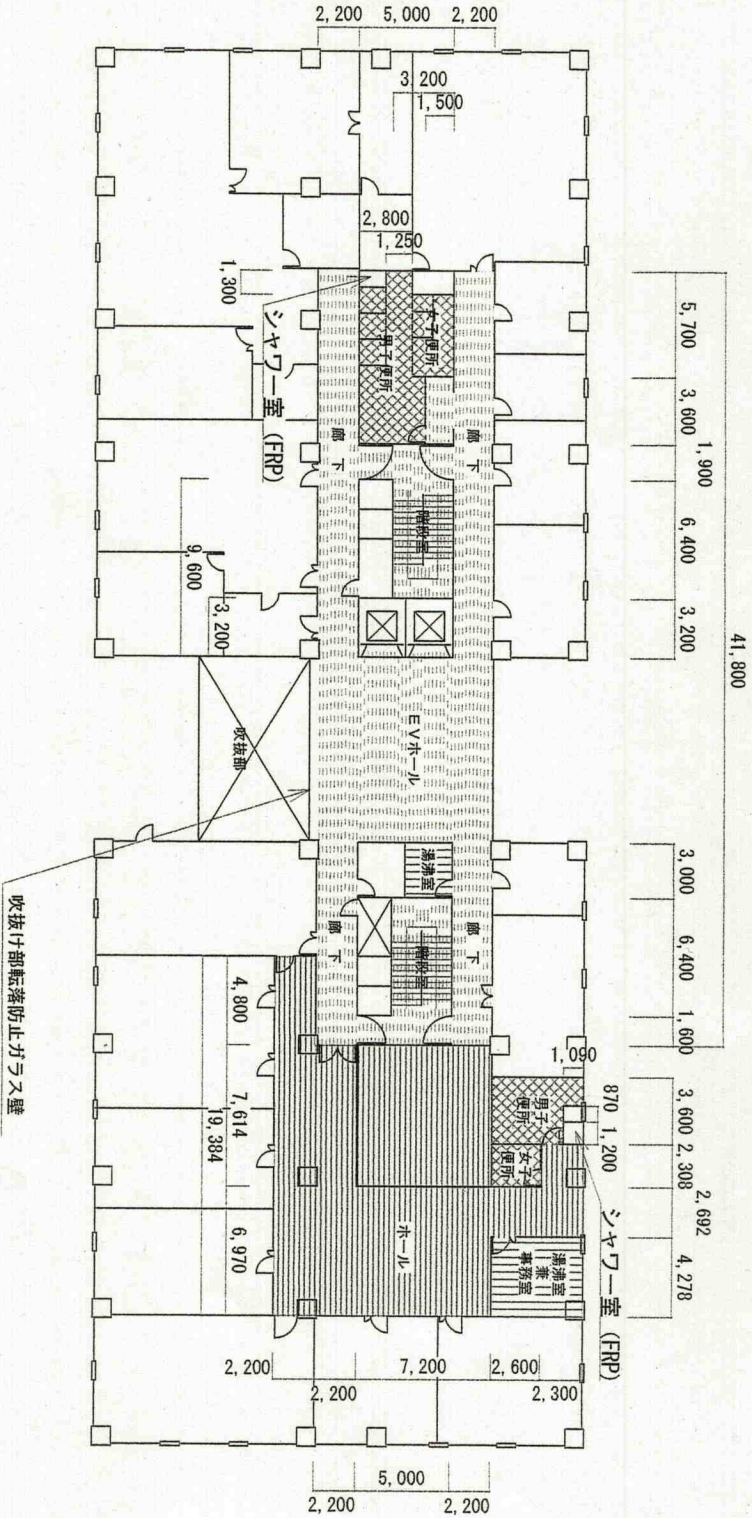 2,200 5,000 2,200
3,200
1,500
2,800
1,250
1,300
シャワー室 (FRP)
女子便所
男子便所
廊下
廊下
階段室
9,600
3,200
5,700
3,600
1,900
6,400
3,200
41,800
EVホール
吹抜部
吹抜け部転落防止ガラス壁
湯沸室
廊下
廊下
階段室
3,000
6,400
1,600
1,090
870
1,200
3,600
2,308
2,692
4,278
男子
便所
女子
便所
シャワー室 (FRP)
4,800
7,614
19,384
6,970
ホール
湯沸室
兼
事務室
2,200
2,200
7,200
2,600
2,300
5,000
2,200 2,200